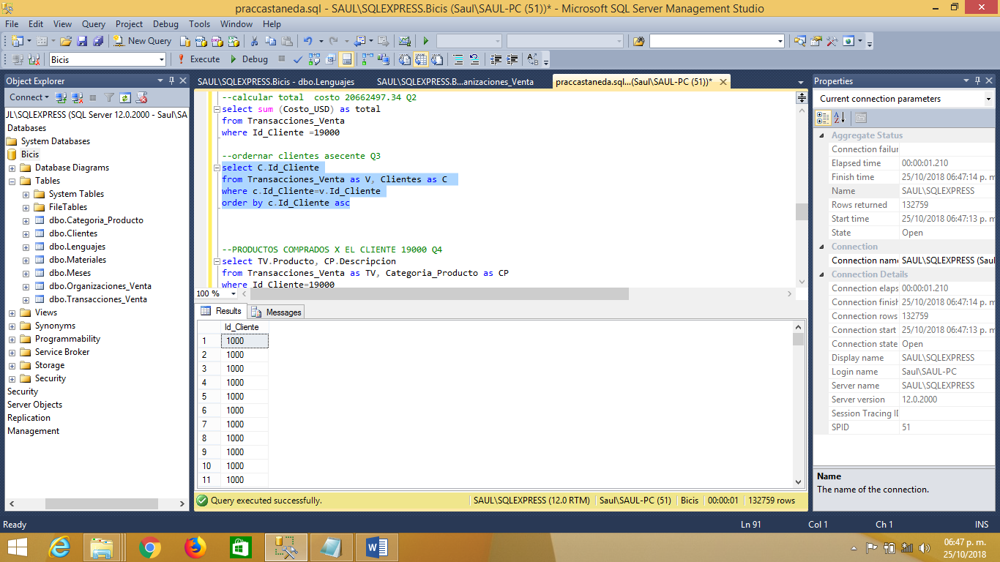 praccastaneda.sql - SAUL\SQLEXPRESS.Bicis (Saul\SAUL-PC (51))* - Microsoft SQL Server Management Studio
File Edit View Query Project Debug Tools Window Help
New Query
Bicis Execute Debug
Object Explorer
Connect
JL\SQLEXPRESS (SQL Server 12.0.2000 - Saul\SA
Databases
System Databases
Bicis
Database Diagrams
Tables
System Tables
FileTables
dbo.Categoria_Producto
dbo.Clientes
dbo.Lenguajes
dbo.Materiales
dbo.Meses
dbo.Organizaciones_Venta
dbo.Transacciones_Venta
Views
Synonyms
Programmability
Service Broker
Storage
Security
Security
Server Objects
Replication
Management
SAUL\SQLEXPRESS.Bicis - dbo.Lenguajes
SAUL\SQLEXPRESS.B...anizaciones_Venta
praccastaneda.sql...(Saul\SAUL-PC (51))*
--calcular total  costo 20662497.34 Q2
select sum (Costo_USD) as total
from Transacciones_Venta
where Id_Cliente =19000
--ordernar clientes asecente Q3
select C.Id_Cliente
from Transacciones_Venta as V, Clientes as C
where c.Id_Cliente=v.Id_Cliente
order by c.Id_Cliente asc
--PRODUCTOS COMPRADOS X EL CLIENTE 19000 Q4
select TV.Producto, CP.Descripcion
from Transacciones_Venta as TV, Categoria_Producto as CP
where Id_Cliente=19000
100 %
Results Messages
Id_Cliente
1 1000
2 1000
3 1000
4 1000
5 1000
6 1000
7 1000
8 1000
9 1000
10 1000
11 1000
Query executed successfully. SAUL\SQLEXPRESS (12.0 RTM) Saul\SAUL-PC (51) Bicis 00:00:01 132759 rows
Properties
Current connection parameters
Aggregate Status
Connection failur
Elapsed time 00:00:01.210
Finish time 25/10/2018 06:47:14 p. m
Name SAUL\SQLEXPRESS
Rows returned 132759
Start time 25/10/2018 06:47:13 p. m
State Open
Connection
Connection name SAUL\SQLEXPRESS (Saul
Connection Details
Connection elaps 00:00:01.210
Connection finish 25/10/2018 06:47:14 p. m
Connection rows 132759
Connection start 25/10/2018 06:47:13 p. m
Connection state Open
Display name SAUL\SQLEXPRESS
Login name Saul\SAUL-PC
Server name SAUL\SQLEXPRESS
Server version 12.0.2000
Session Tracing ID
SPID 51
Name
The name of the connection.
Ready Ln 91 Col 1 Ch 1 INS
06:47 p. m.
25/10/2018